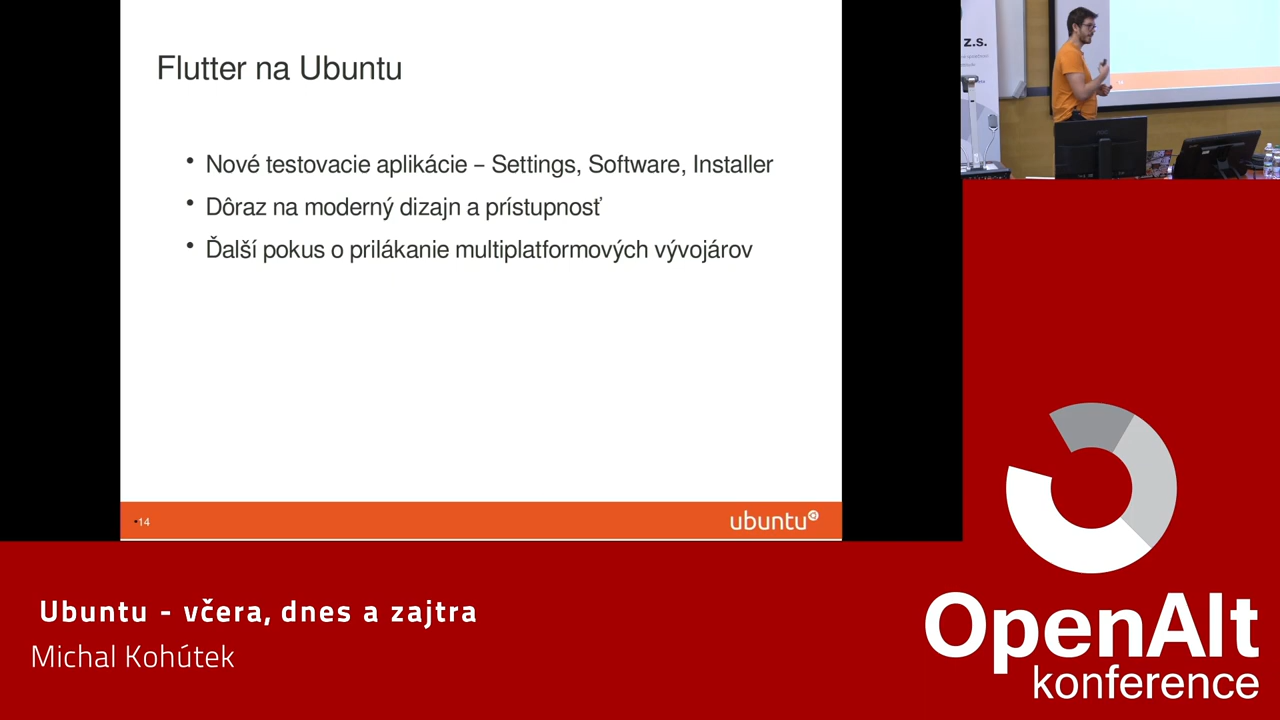 Flutter na Ubuntu
• Nové testovacie aplikácie – Settings, Software, Installer
• Dôraz na moderný dizajn a prístupnosť
• Ďalší pokus o prilákanie multiplatformových vývojárov
•14
ubuntu
z.s.
Ubuntu - včera, dnes a zajtra
Michal Kohútek
OpenAlt
konference